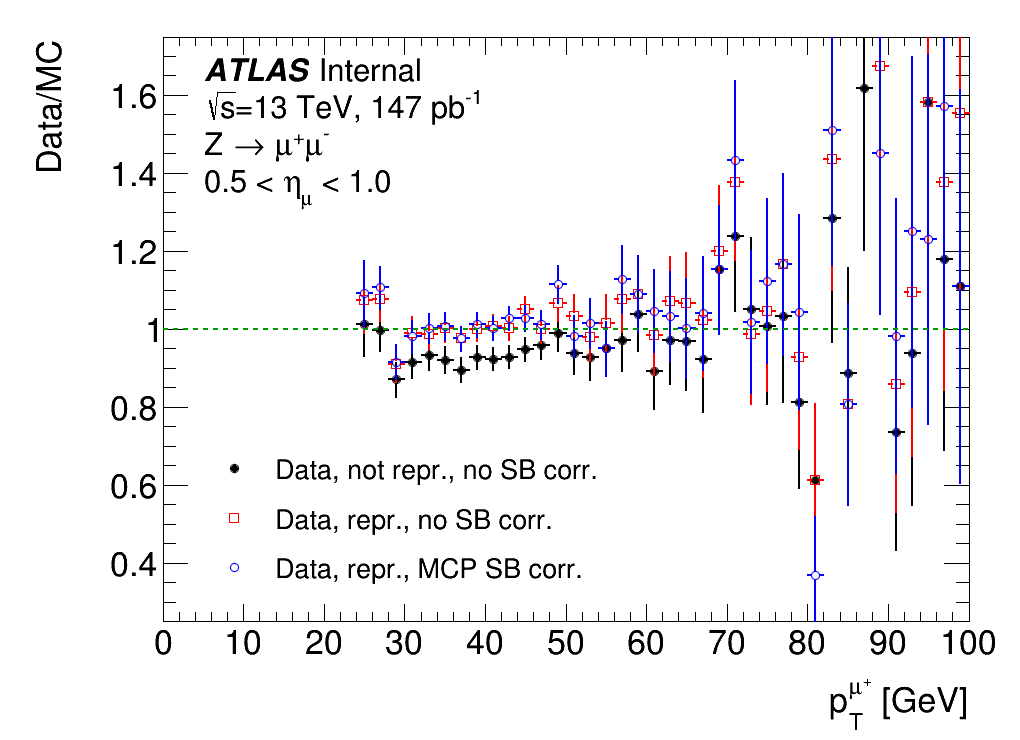 Data/MC
ATLAS Internal
√s=13 TeV, 147 pb⁻¹
Z → μ⁺μ⁻
0.5 < η_μ < 1.0
1.6
1.4
1.2
1
0.8
0.6
0.4
Data, not repr., no SB corr.
Data, repr., no SB corr.
Data, repr., MCP SB corr.
0 10 20 30 40 50 60 70 80 90 100
p_T^μ⁺ [GeV]